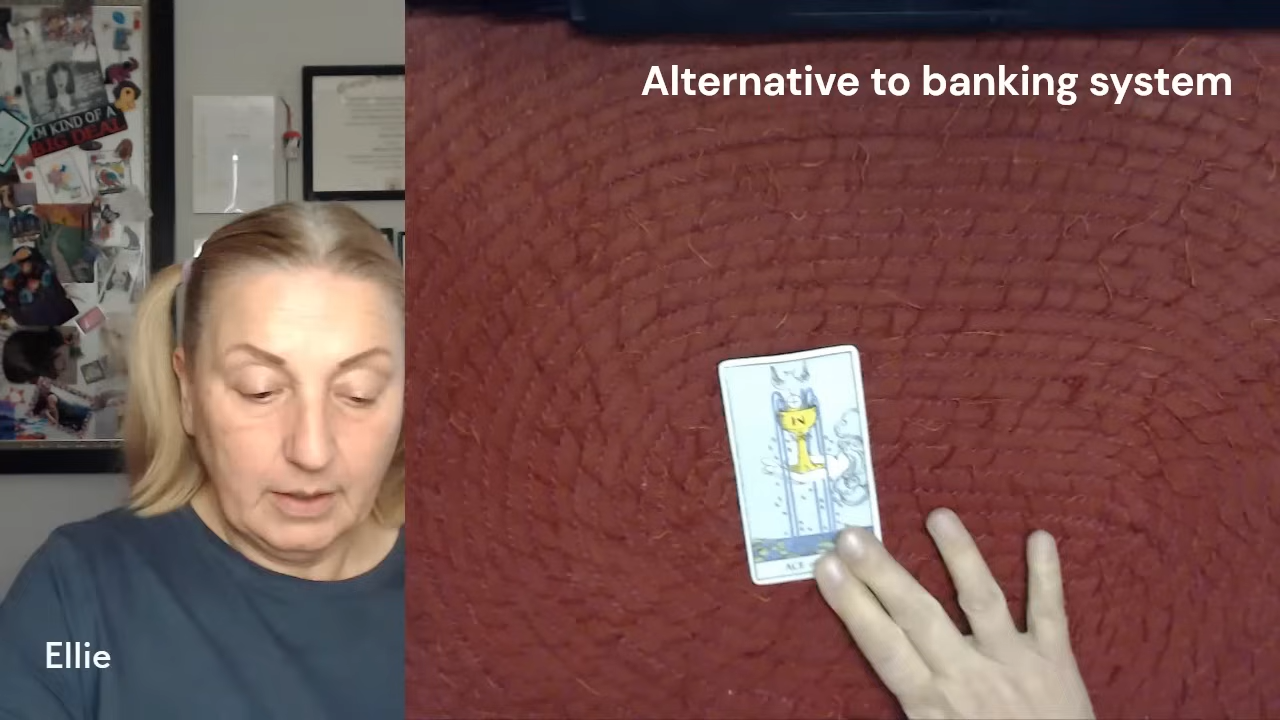 Alternative to banking system
I'M KIND OF A
BIG DEAL
ACE
Ellie